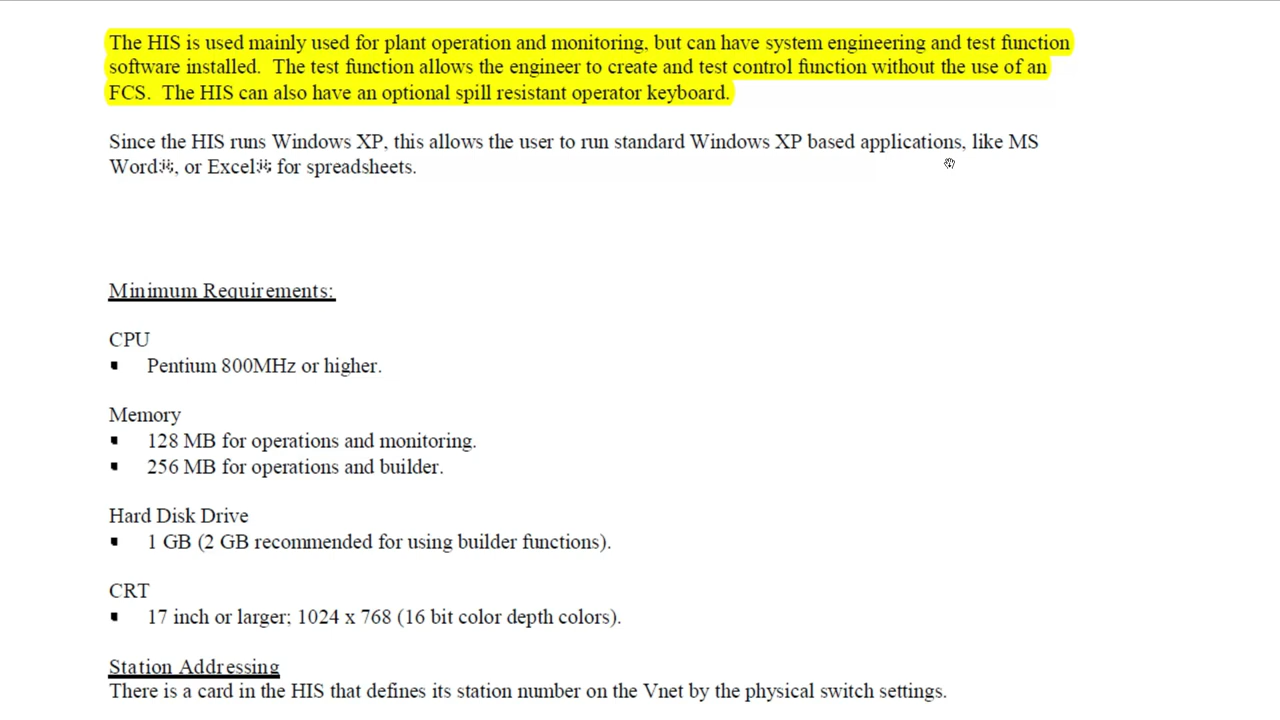 The HIS is used mainly used for plant operation and monitoring, but can have system engineering and test function
software installed.  The test function allows the engineer to create and test control function without the use of an
FCS.  The HIS can also have an optional spill resistant operator keyboard.
Since the HIS runs Windows XP, this allows the user to run standard Windows XP based applications, like MS
Word, or Excel for spreadsheets.
Minimum Requirements:
CPU
▪ Pentium 800MHz or higher.
Memory
▪ 128 MB for operations and monitoring.
▪ 256 MB for operations and builder.
Hard Disk Drive
▪ 1 GB (2 GB recommended for using builder functions).
CRT
▪ 17 inch or larger; 1024 x 768 (16 bit color depth colors).
Station Addressing
There is a card in the HIS that defines its station number on the Vnet by the physical switch settings.